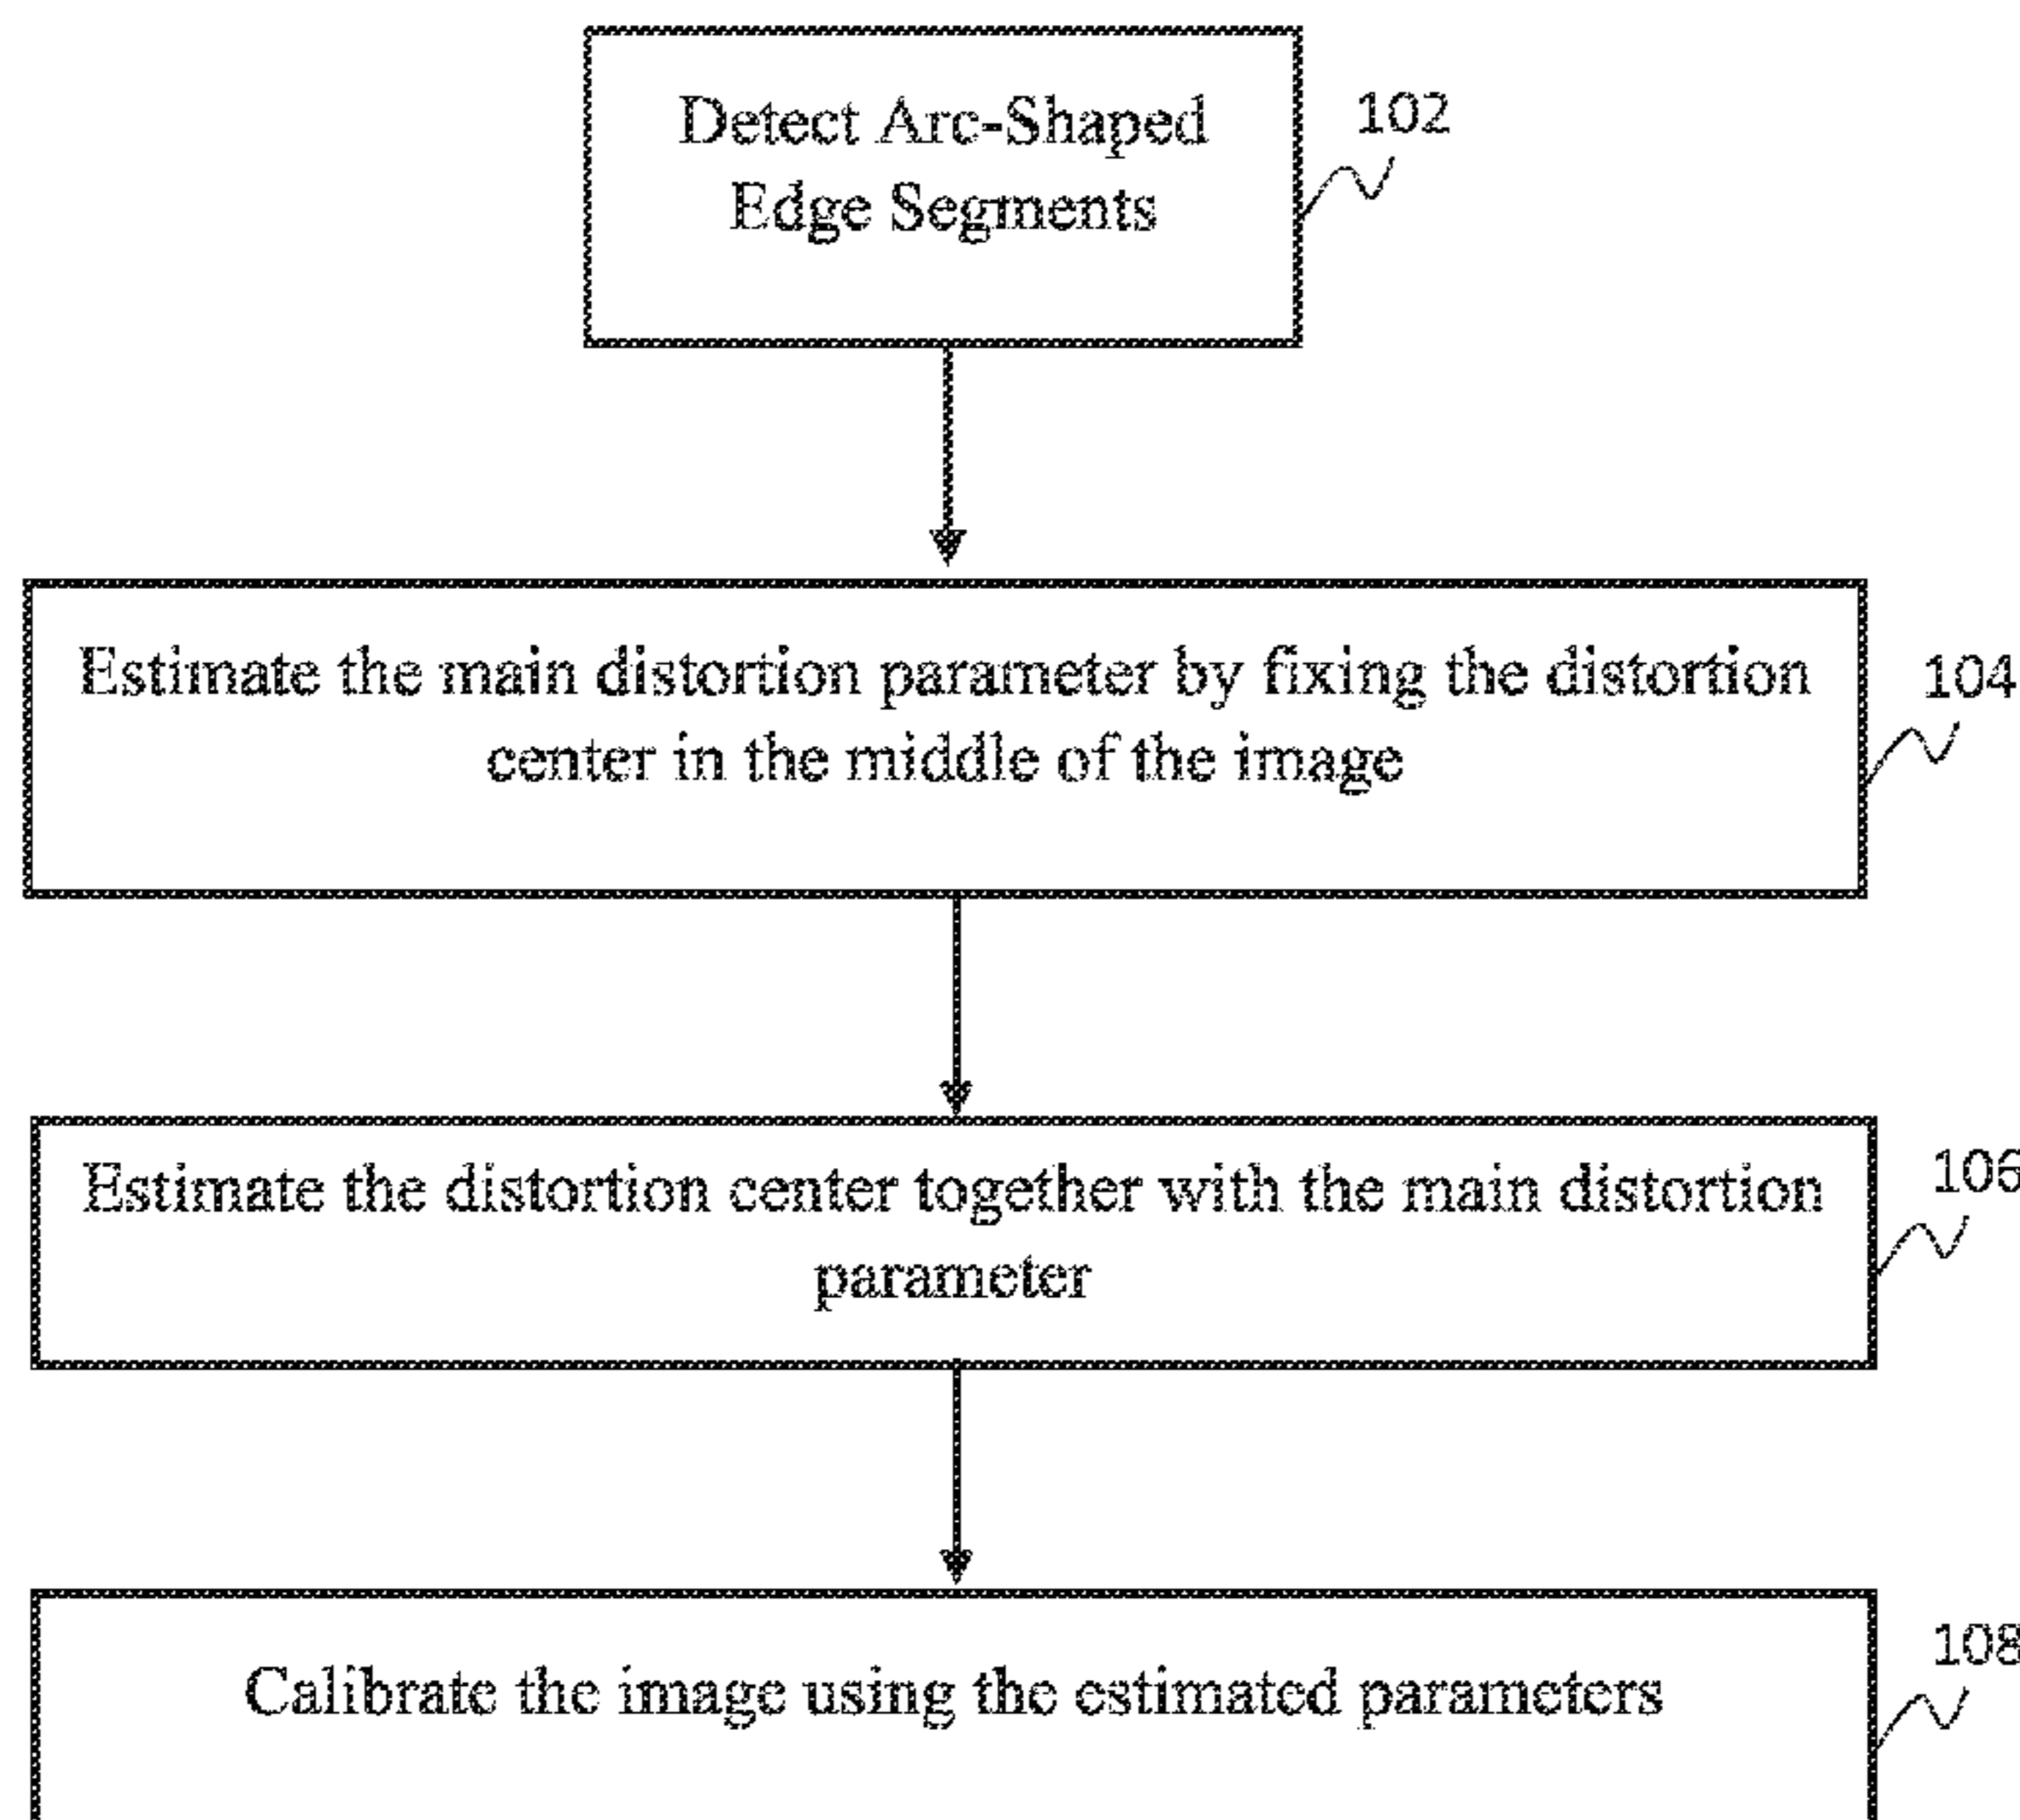 Detect Arc-Shaped
Edge Segments
102
Estimate the main distortion parameter by fixing the distortion
center in the middle of the image
104
Estimate the distortion center together with the main distortion
parameter
106
Calibrate the image using the estimated parameters
108